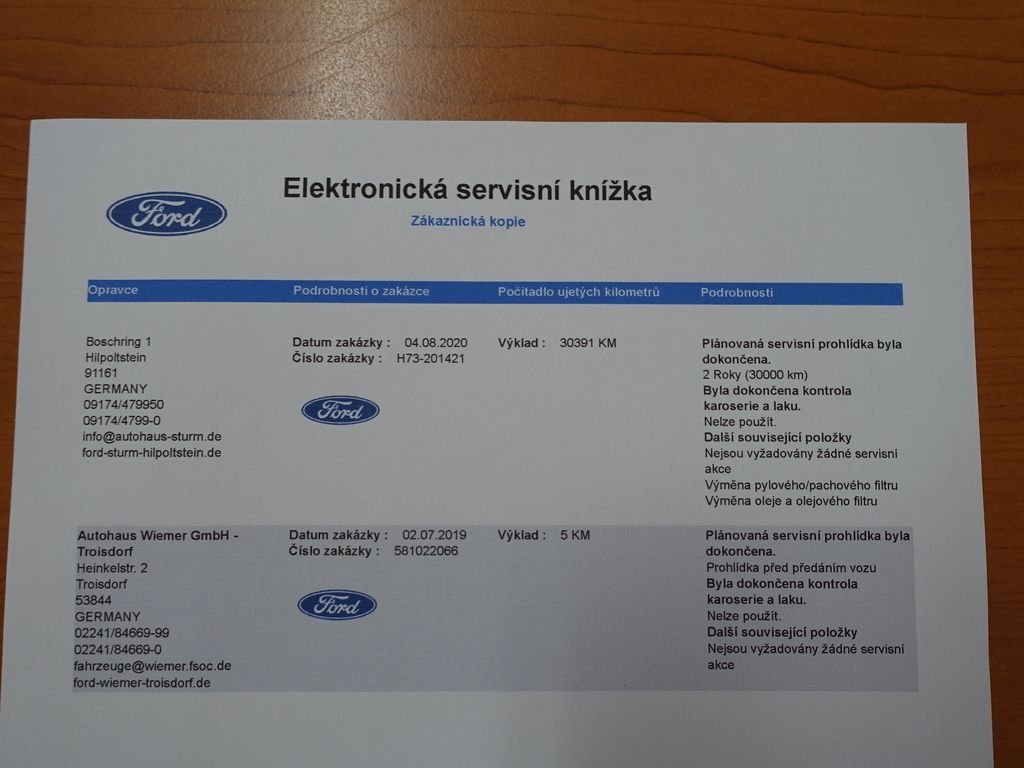 Ford
Elektronická servisní knížka
Zákaznická kopie
Opravce Podrobnosti o zakázce Počítadlo ujetých kilometrů Podrobnosti
Boschring 1
Hilpoltstein
91161
GERMANY
09174/479950
09174/4799-0
info@autohaus-sturm.de
ford-sturm-hilpoltstein.de
Datum zakázky : 04.08.2020
Číslo zakázky : H73-201421
Ford
Výklad : 30391 KM
Plánovaná servisní prohlídka byla
dokončena.
2 Roky (30000 km)
Byla dokončena kontrola
karoserie a laku.
Nelze použít.
Další související položky
Nejsou vyžadovány žádné servisní
akce
Výměna pylového/pachového filtru
Výměna oleje a olejového filtru
Autohaus Wiemer GmbH -
Troisdorf
Heinkelstr. 2
Troisdorf
53844
GERMANY
02241/84669-99
02241/84669-0
fahrzeuge@wiemer.fsoc.de
ford-wiemer-troisdorf.de
Datum zakázky : 02.07.2019
Číslo zakázky : 581022066
Ford
Výklad : 5 KM
Plánovaná servisní prohlídka byla
dokončena.
Prohlídka před předáním vozu
Byla dokončena kontrola
karoserie a laku.
Nelze použít.
Další související položky
Nejsou vyžadovány žádné servisní
akce